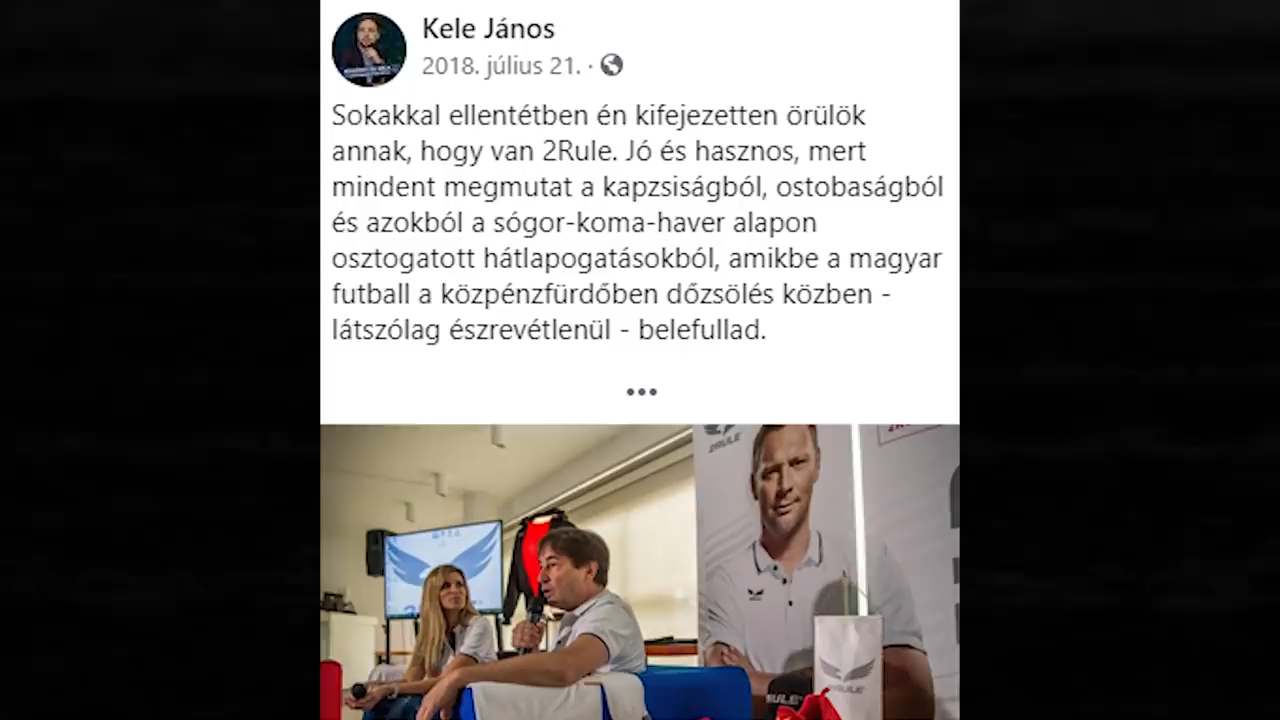 Kele János
2018. július 21. ·
Sokakkal ellentétben én kifejezetten örülök
annak, hogy van 2Rule. Jó és hasznos, mert
mindent megmutat a kapzsiságból, ostobaságból
és azokból a sógor-koma-haver alapon
osztogatott hátlapogatásokból, amikbe a magyar
futball a közpénzfürdőben dőzsölés közben -
látszólag észrevétlenül - belefullad.
2RULE
2RULE